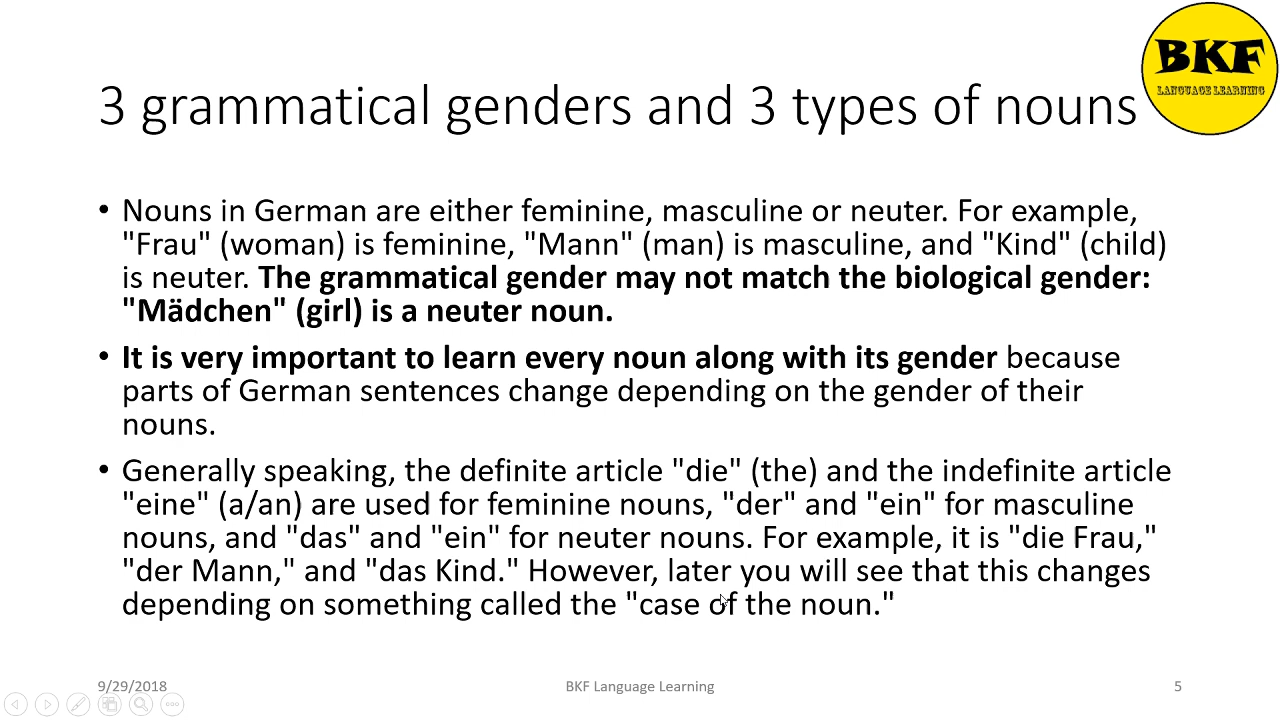 BKF
LANGUAGE LEARNING
3 grammatical genders and 3 types of nouns
• Nouns in German are either feminine, masculine or neuter. For example,
"Frau" (woman) is feminine, "Mann" (man) is masculine, and "Kind" (child)
is neuter. The grammatical gender may not match the biological gender:
"Mädchen" (girl) is a neuter noun.
• It is very important to learn every noun along with its gender because
parts of German sentences change depending on the gender of their
nouns.
• Generally speaking, the definite article "die" (the) and the indefinite article
"eine" (a/an) are used for feminine nouns, "der" and "ein" for masculine
nouns, and "das" and "ein" for neuter nouns. For example, it is "die Frau,"
"der Mann," and "das Kind." However, later you will see that this changes
depending on something called the "case of the noun."
9/29/2018
BKF Language Learning
5